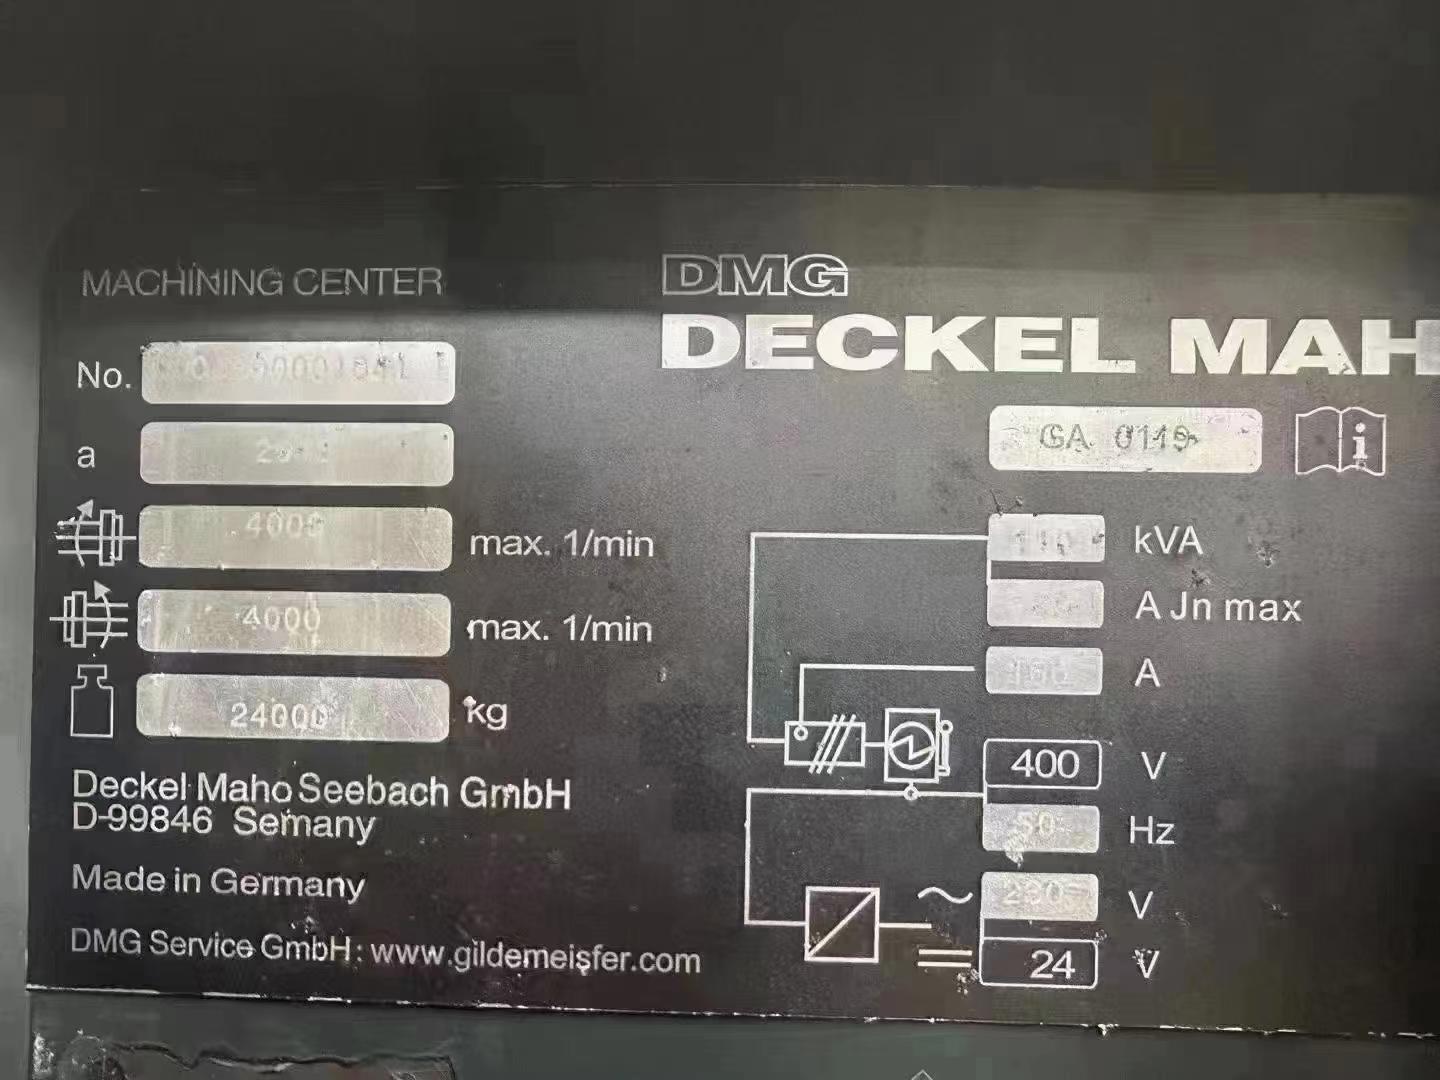 MACHINING CENTER
DMG
DECKEL MAH
No.
GA 0119
a
4000 max. 1/min
kVA
4000 max. 1/min
A Jn max
24000 kg
A
400 V
Deckel Maho Seebach GmbH
D-99846 Semany
50 Hz
Made in Germany
230 V
DMG Service GmbH: www.gildemeisfer.com
24 V